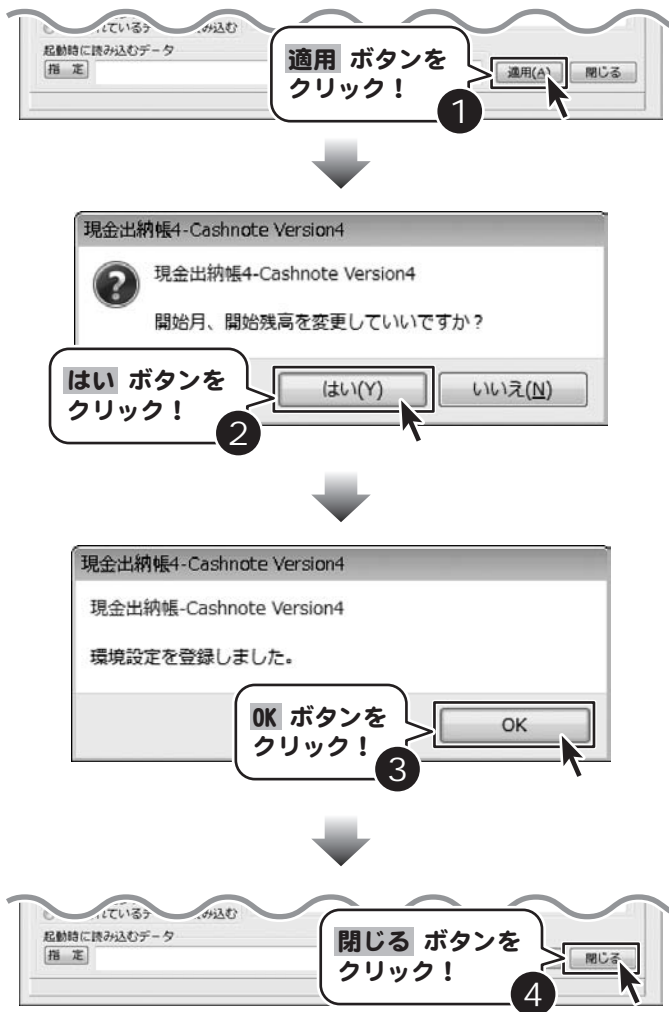 起動時に読み込むデータ
指 定
適用 ボタンを
クリック！
1
適用(A)
閉じる
現金出納帳4-Cashnote Version4
現金出納帳4-Cashnote Version4
開始月、開始残高を変更していいですか？
はい ボタンを
クリック！
2
はい(Y)
いいえ(N)
現金出納帳4-Cashnote Version4
現金出納帳-Cashnote Version4
環境設定を登録しました。
OK ボタンを
クリック！
3
OK
起動時に読み込むデータ
指 定
閉じる ボタンを
クリック！
4
閉じる